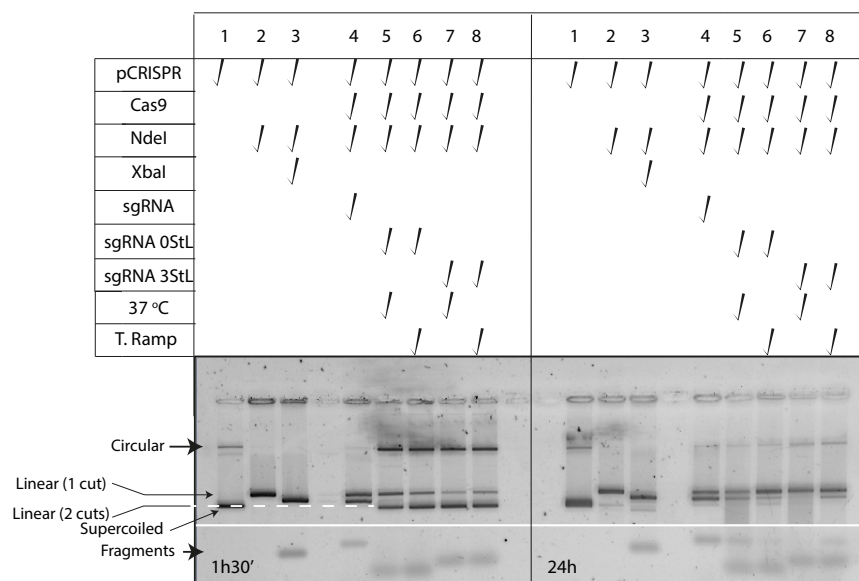 1 2 3 4 5 6 7 8 1 2 3 4 5 6 7 8
pCRISPR
Cas9
NdeI
XbaI
sgRNA
sgRNA 0StL
sgRNA 3StL
37 ºC
T. Ramp
Circular
Linear (1 cut)
Linear (2 cuts)
Supercoiled
Fragments
1h30' 24h